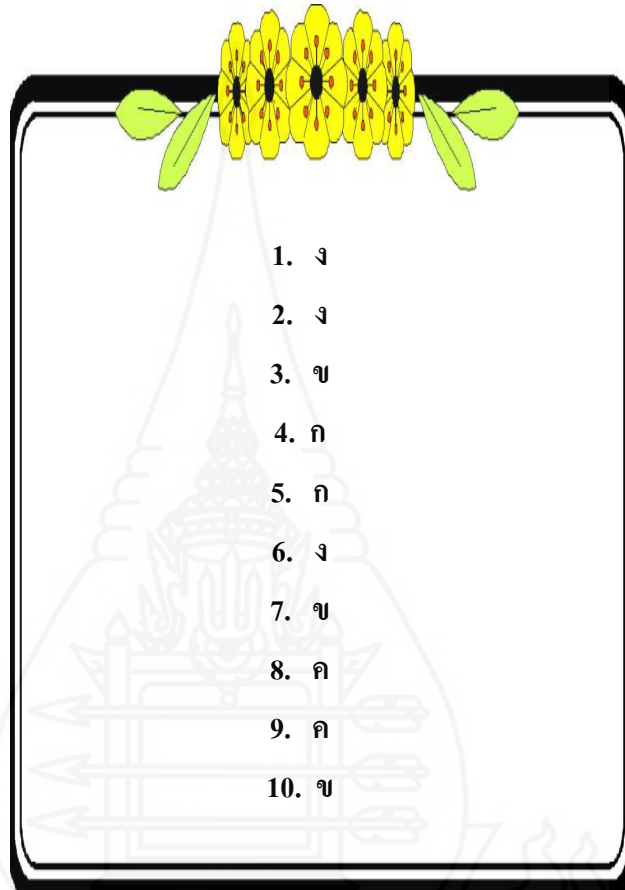 1. ง
2. ง
3. ข
4. ก
5. ก
6. ง
7. ข
8. ค
9. ค
10. ข